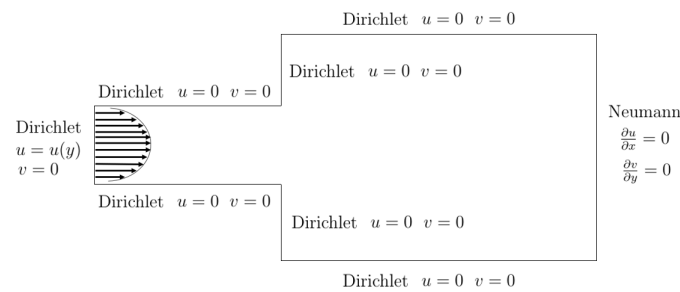 Dirichlet u = 0 v = 0
Dirichlet u = 0 v = 0
Dirichlet u = 0 v = 0
Dirichlet
u = u(y)
v = 0
Neumann
∂u/∂x = 0
∂v/∂y = 0
Dirichlet u = 0 v = 0
Dirichlet u = 0 v = 0
Dirichlet u = 0 v = 0